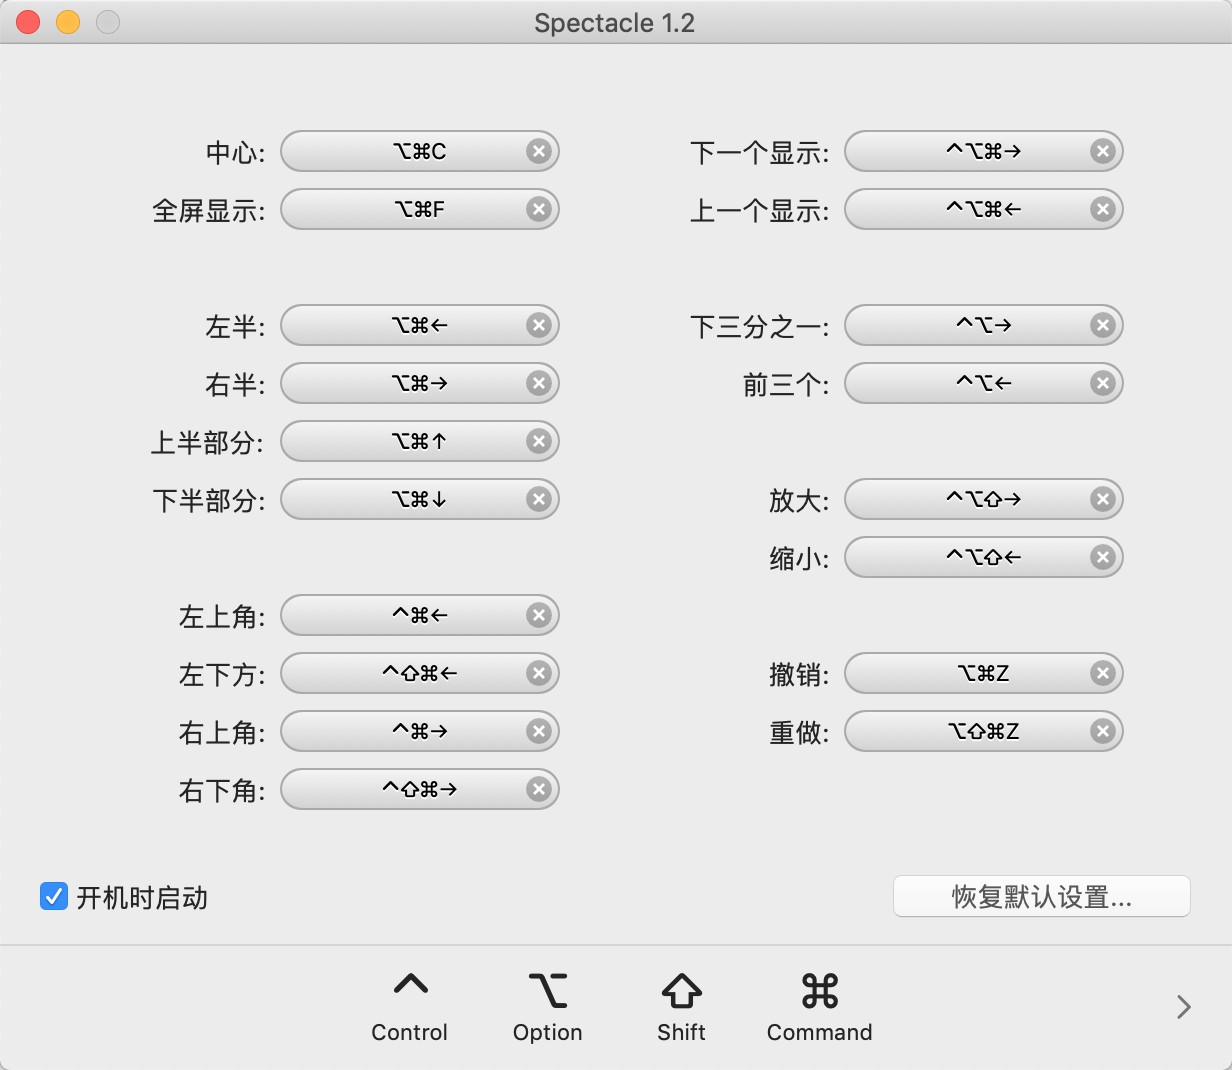 Spectacle 1.2
中心: ⌥⌘C
全屏显示: ⌥⌘F
左半: ⌥⌘←
右半: ⌥⌘→
上半部分: ⌥⌘↑
下半部分: ⌥⌘↓
左上角: ^⌘←
左下方: ^⇧⌘←
右上角: ^⌘→
右下角: ^⇧⌘→
下一个显示: ^⌥⌘→
上一个显示: ^⌥⌘←
下三分之一: ^⌥→
前三个: ^⌥←
放大: ^⌥⇧→
缩小: ^⌥⇧←
撤销: ⌥⌘Z
重做: ⌥⇧⌘Z
开机时启动
恢复默认设置...
^ ⌥ ⇧ ⌘
Control Option Shift Command